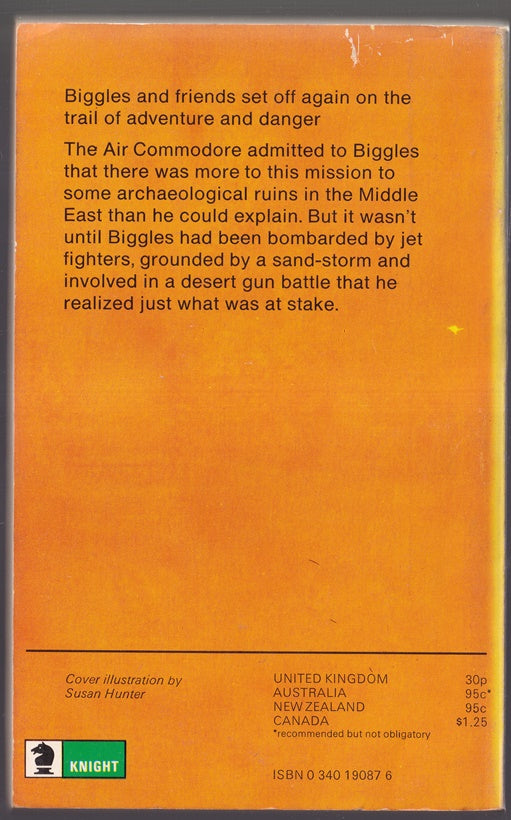 Biggles and friends set off again on the
trail of adventure and danger
The Air Commodore admitted to Biggles
that there was more to this mission to
some archaeological ruins in the Middle
East than he could explain. But it wasn't
until Biggles had been bombarded by jet
fighters, grounded by a sand-storm and
involved in a desert gun battle that he
realized just what was at stake.
Cover illustration by
Susan Hunter
UNITED KINGDOM 30p
AUSTRALIA 95c*
NEW ZEALAND 95c
CANADA $1.25
*recommended but not obligatory
KNIGHT
ISBN 0 340 19087 6